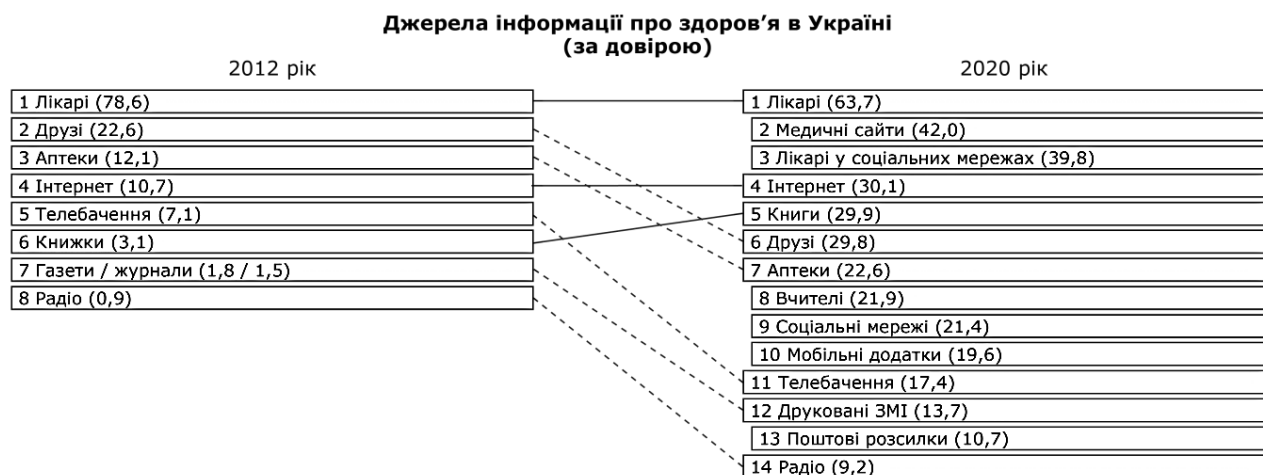 Джерела інформації про здоров’я в Україні
(за довірою)
2012 рік
1 Лікарі (78,6)
2 Друзі (22,6)
3 Аптеки (12,1)
4 Інтернет (10,7)
5 Телебачення (7,1)
6 Книжки (3,1)
7 Газети / журнали (1,8 / 1,5)
8 Радіо (0,9)
2020 рік
1 Лікарі (63,7)
2 Медичні сайти (42,0)
3 Лікарі у соціальних мережах (39,8)
4 Інтернет (30,1)
5 Книги (29,9)
6 Друзі (29,8)
7 Аптеки (22,6)
8 Вчителі (21,9)
9 Соціальні мережі (21,4)
10 Мобільні додатки (19,6)
11 Телебачення (17,4)
12 Друковані ЗМІ (13,7)
13 Поштові розсилки (10,7)
14 Радіо (9,2)